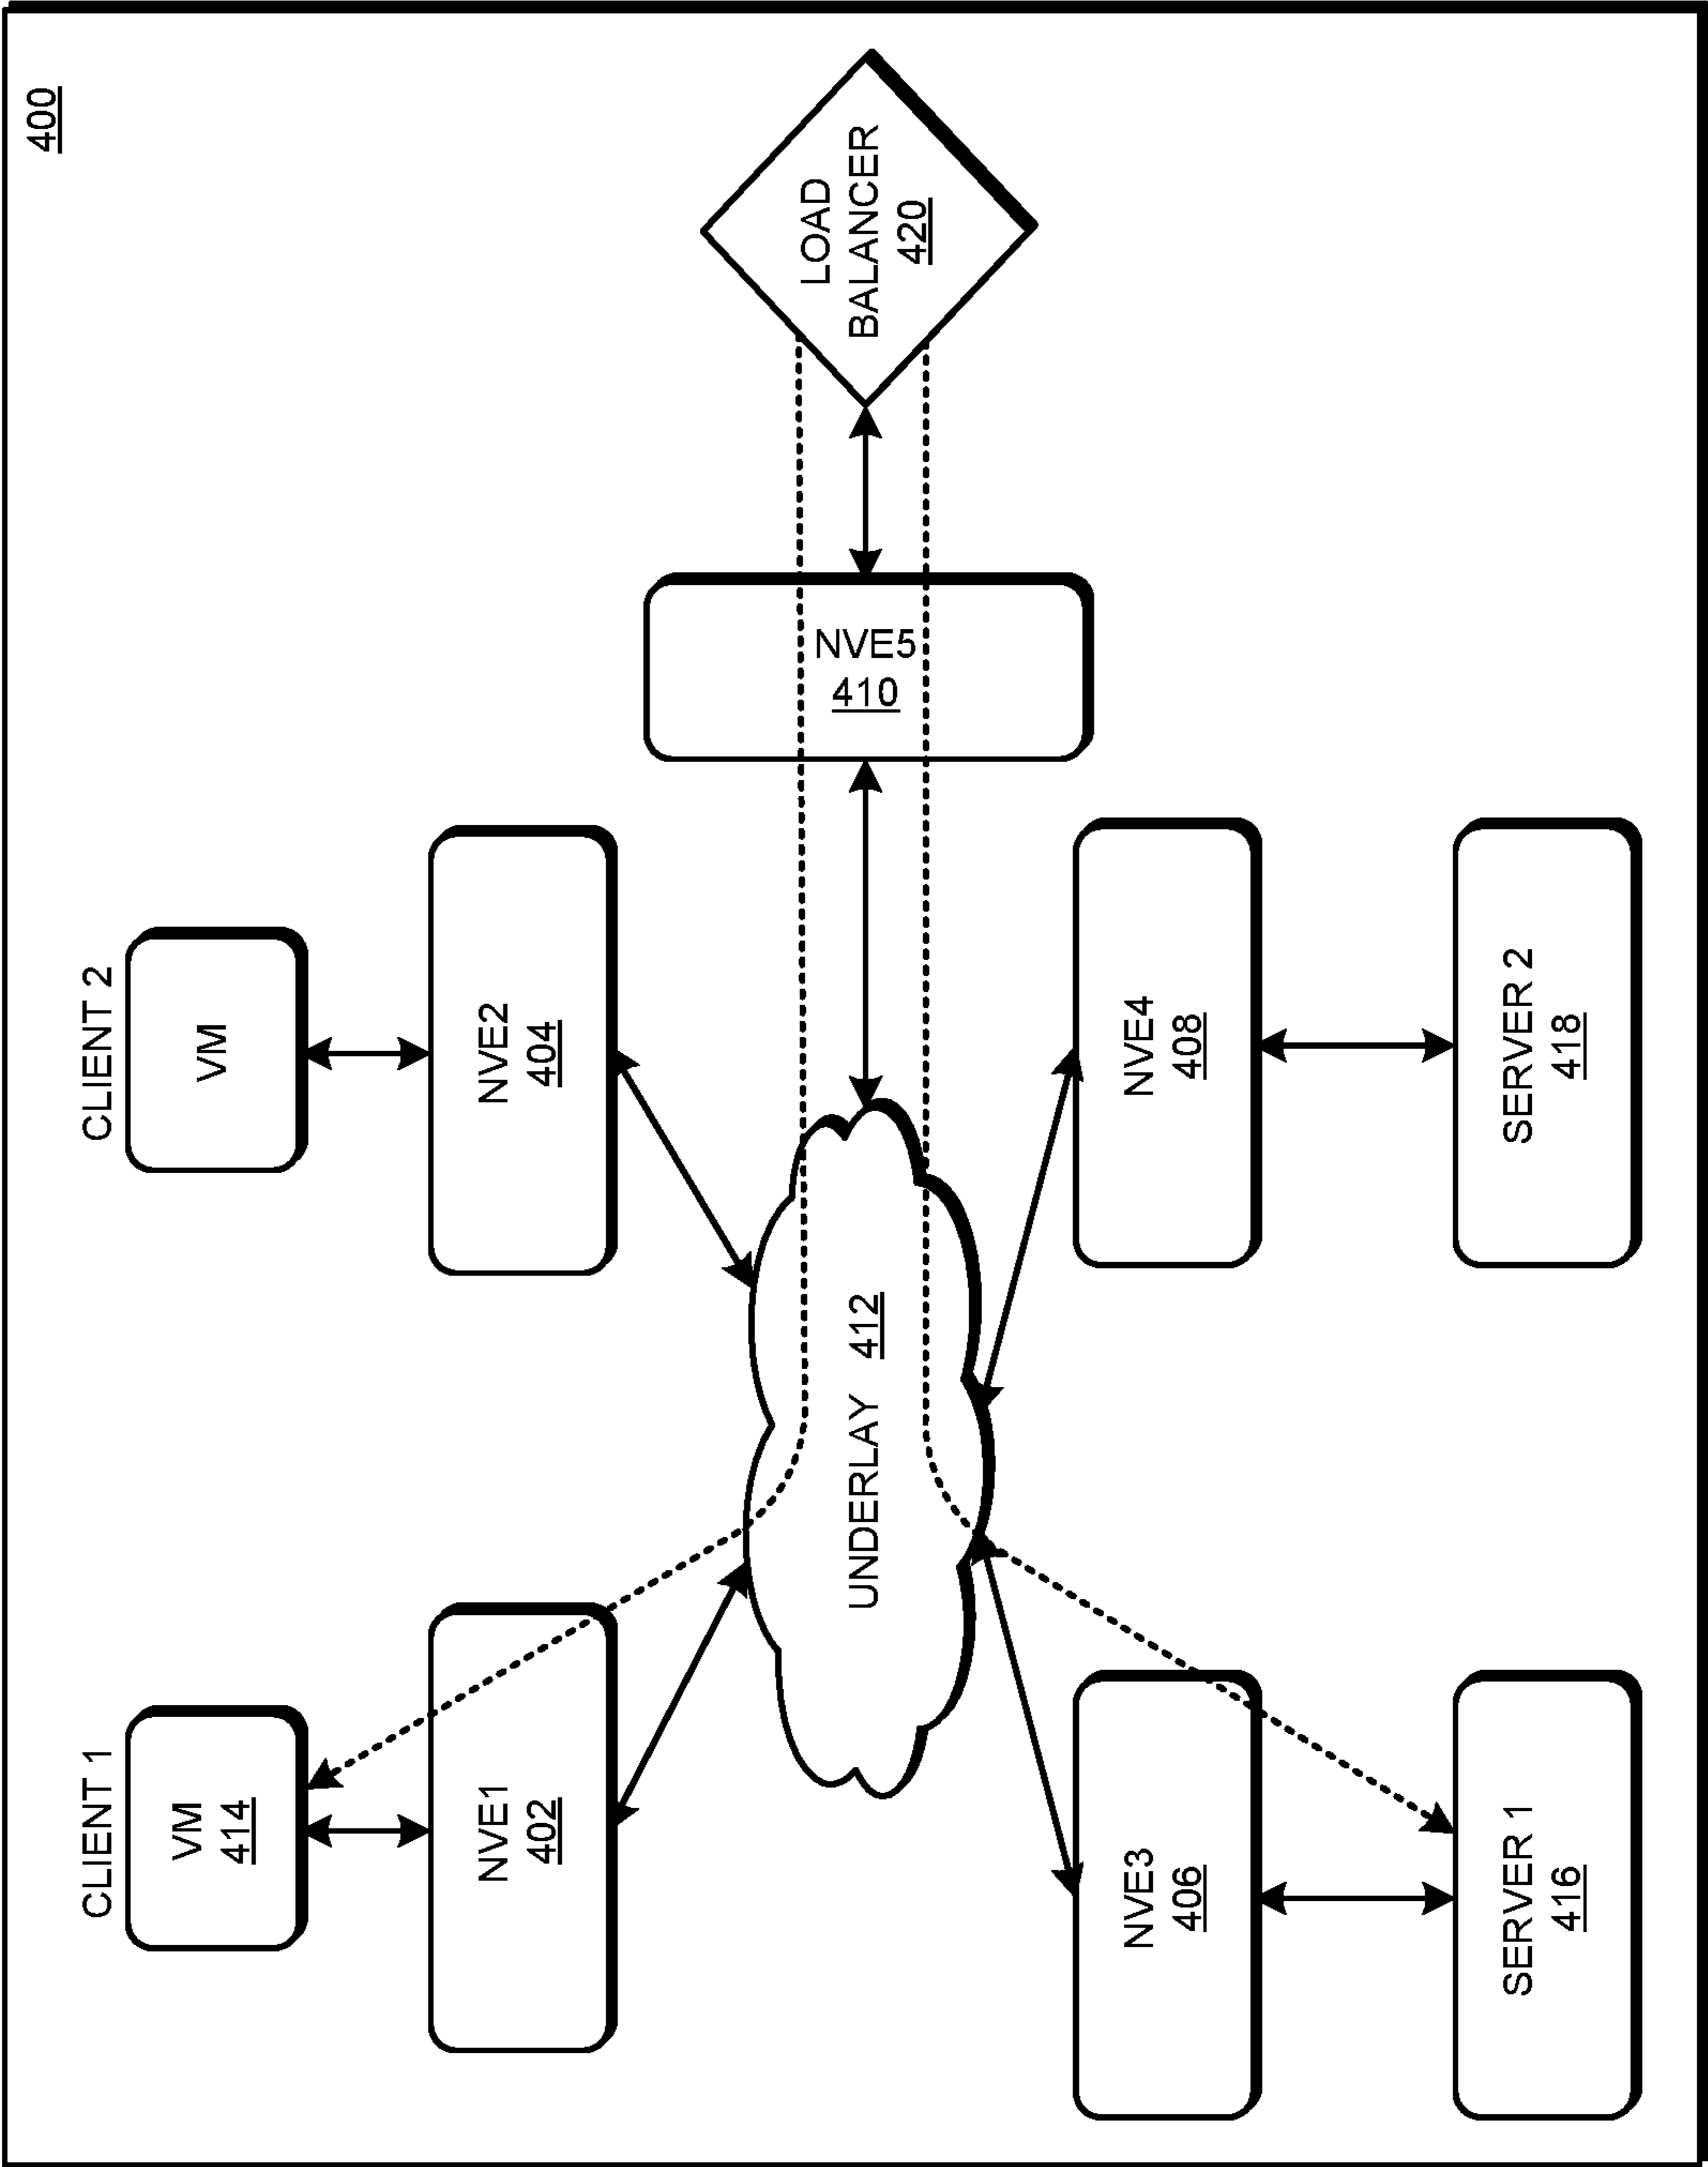 400
CLIENT 1
VM
414
CLIENT 2
VM
NVE1
402
NVE2
404
UNDERLAY 412
NVE5
410
LOAD
BALANCER
420
NVE3
406
NVE4
408
SERVER 1
416
SERVER 2
418